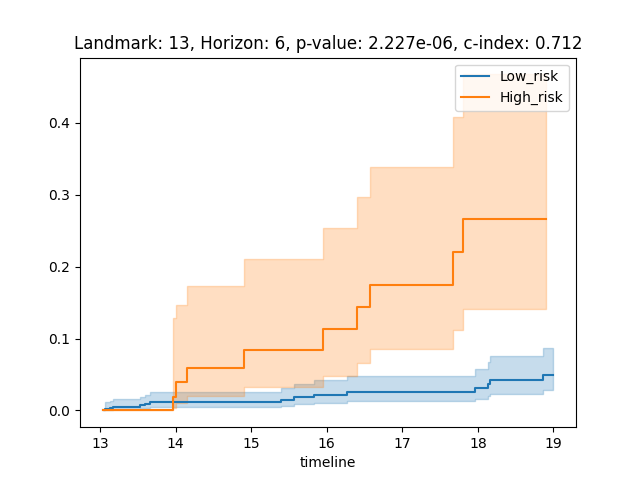 Landmark: 13, Horizon: 6, p-value: 2.227e-06, c-index: 0.712
Low_risk
High_risk
0.4
0.3
0.2
0.1
0.0
13 14 15 16 17 18 19
timeline